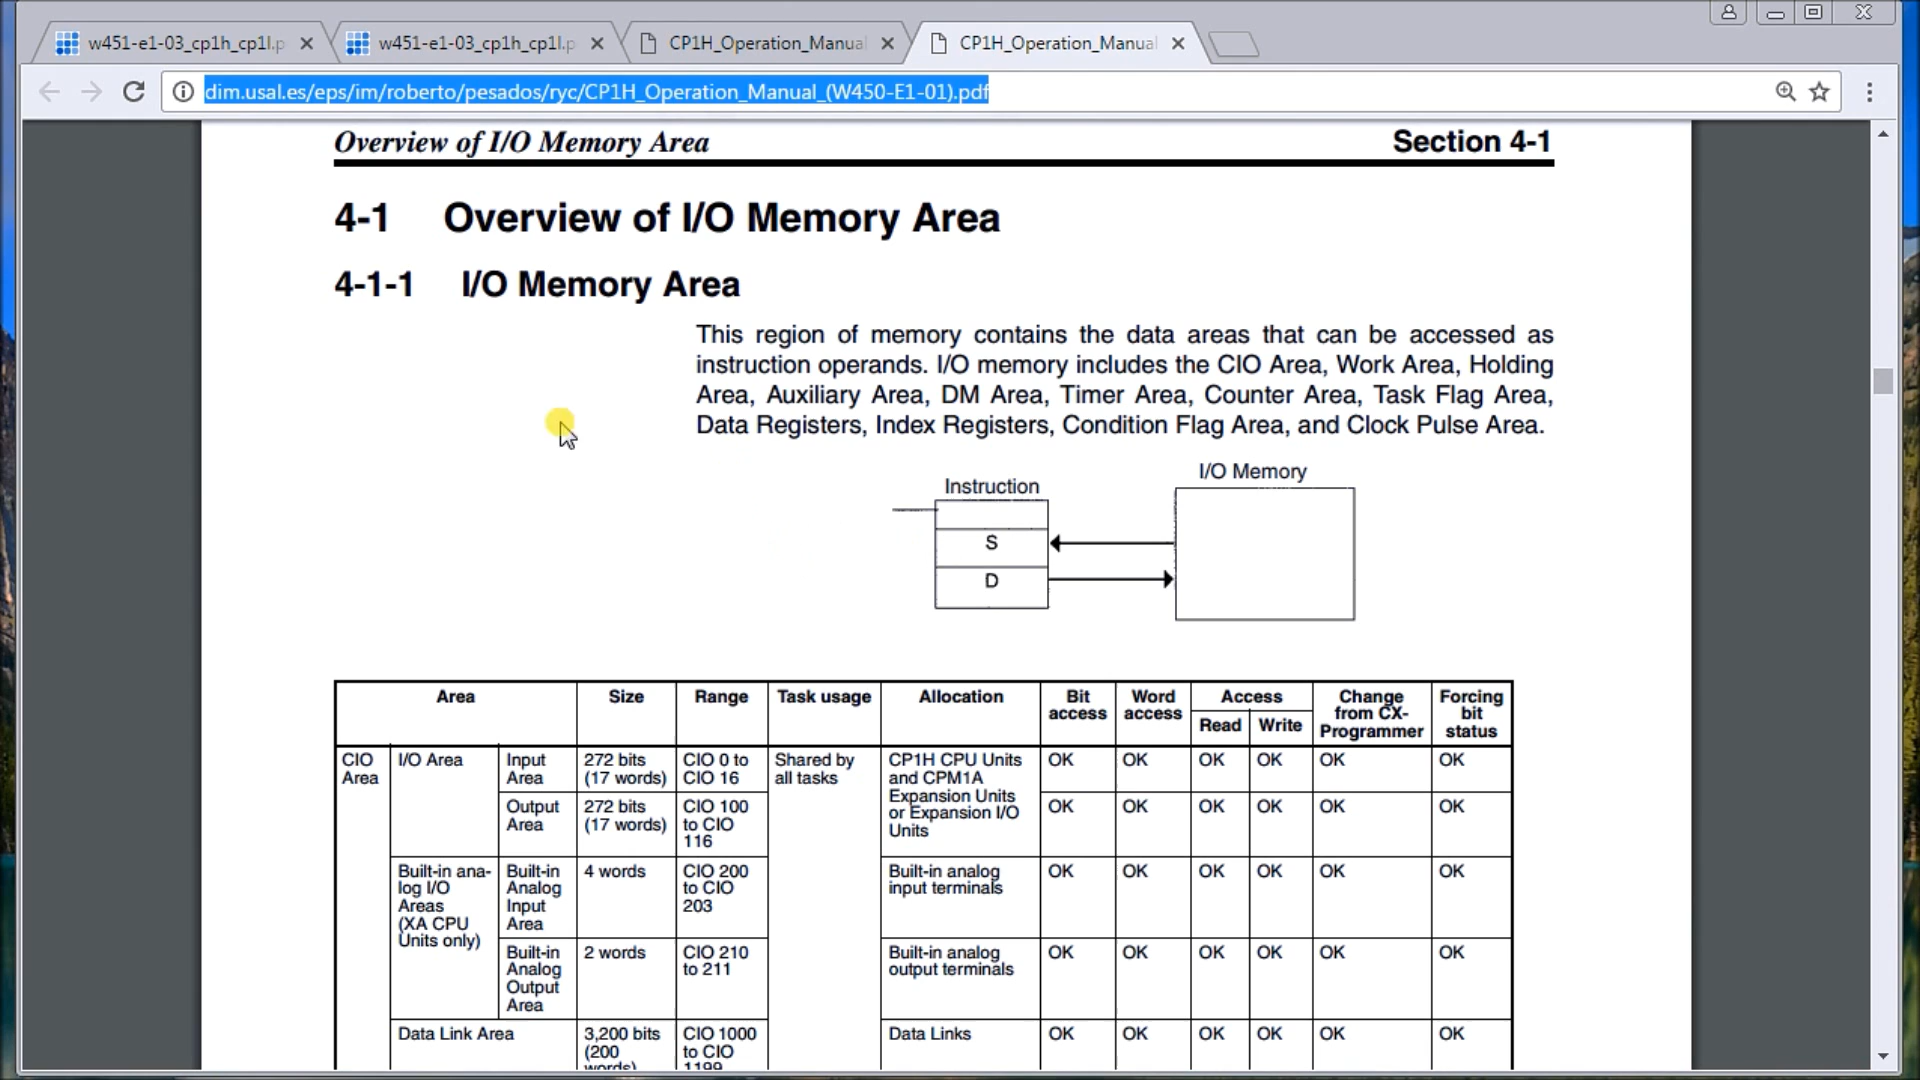 w451-e1-03_cp1h_cp1l.p
w451-e1-03_cp1h_cp1l.p
CP1H_Operation_Manual
CP1H_Operation_Manual
dim.usal.es/eps/im/roberto/pesados/ryc/CP1H_Operation_Manual_(W450-E1-01).pdf
Overview of I/O Memory Area
Section 4-1
4-1 Overview of I/O Memory Area
4-1-1 I/O Memory Area
This region of memory contains the data areas that can be accessed as
instruction operands. I/O memory includes the CIO Area, Work Area, Holding
Area, Auxiliary Area, DM Area, Timer Area, Counter Area, Task Flag Area,
Data Registers, Index Registers, Condition Flag Area, and Clock Pulse Area.
Instruction
I/O Memory
S
D
Area
Size
Range
Task usage
Allocation
Bit
access
Word
access
Access
Read
Write
Change
from CX-
Programmer
Forcing
bit
status
CIO
Area
I/O Area
Input
Area
272 bits
(17 words)
CIO 0 to
CIO 16
Shared by
all tasks
CP1H CPU Units
and CPM1A
Expansion Units
or Expansion I/O
Units
OK
OK
OK
OK
OK
OK
Output
Area
272 bits
(17 words)
CIO 100
to CIO
116
OK
OK
OK
OK
OK
OK
Built-in ana-
log I/O
Areas
(XA CPU
Units only)
Built-in
Analog
Input
Area
4 words
CIO 200
to CIO
203
Built-in analog
input terminals
OK
OK
OK
OK
OK
OK
Built-in
Analog
Output
Area
2 words
CIO 210
to 211
Built-in analog
output terminals
OK
OK
OK
OK
OK
OK
Data Link Area
3,200 bits
(200
words)
CIO 1000
to CIO
1199
Data Links
OK
OK
OK
OK
OK
OK